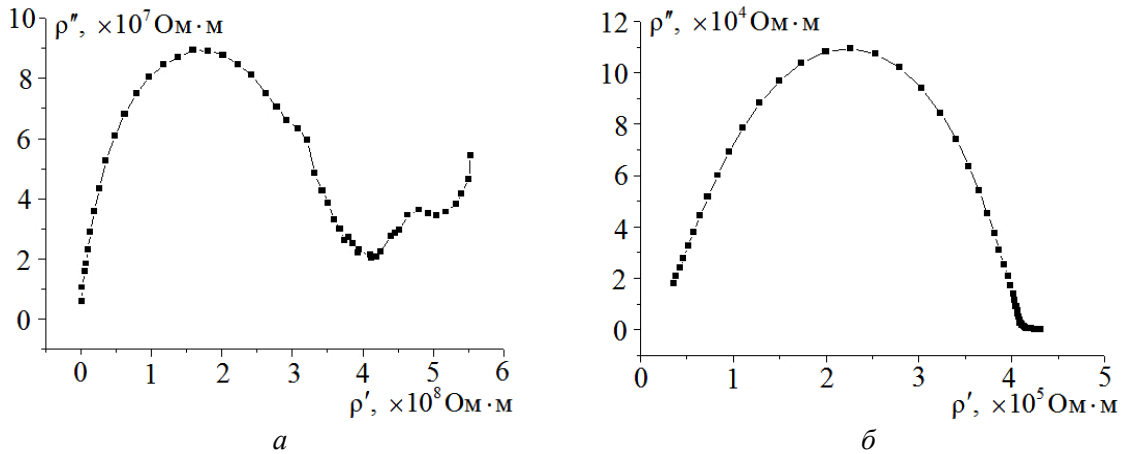 ρ″, ×10⁷ Ом·м
10
8
6
4
2
0
0 1 2 3 4 5 6
ρ′, ×10⁸ Ом·м
а
ρ″, ×10⁴ Ом·м
12
10
8
6
4
2
0
0 1 2 3 4 5
ρ′, ×10⁵ Ом·м
б